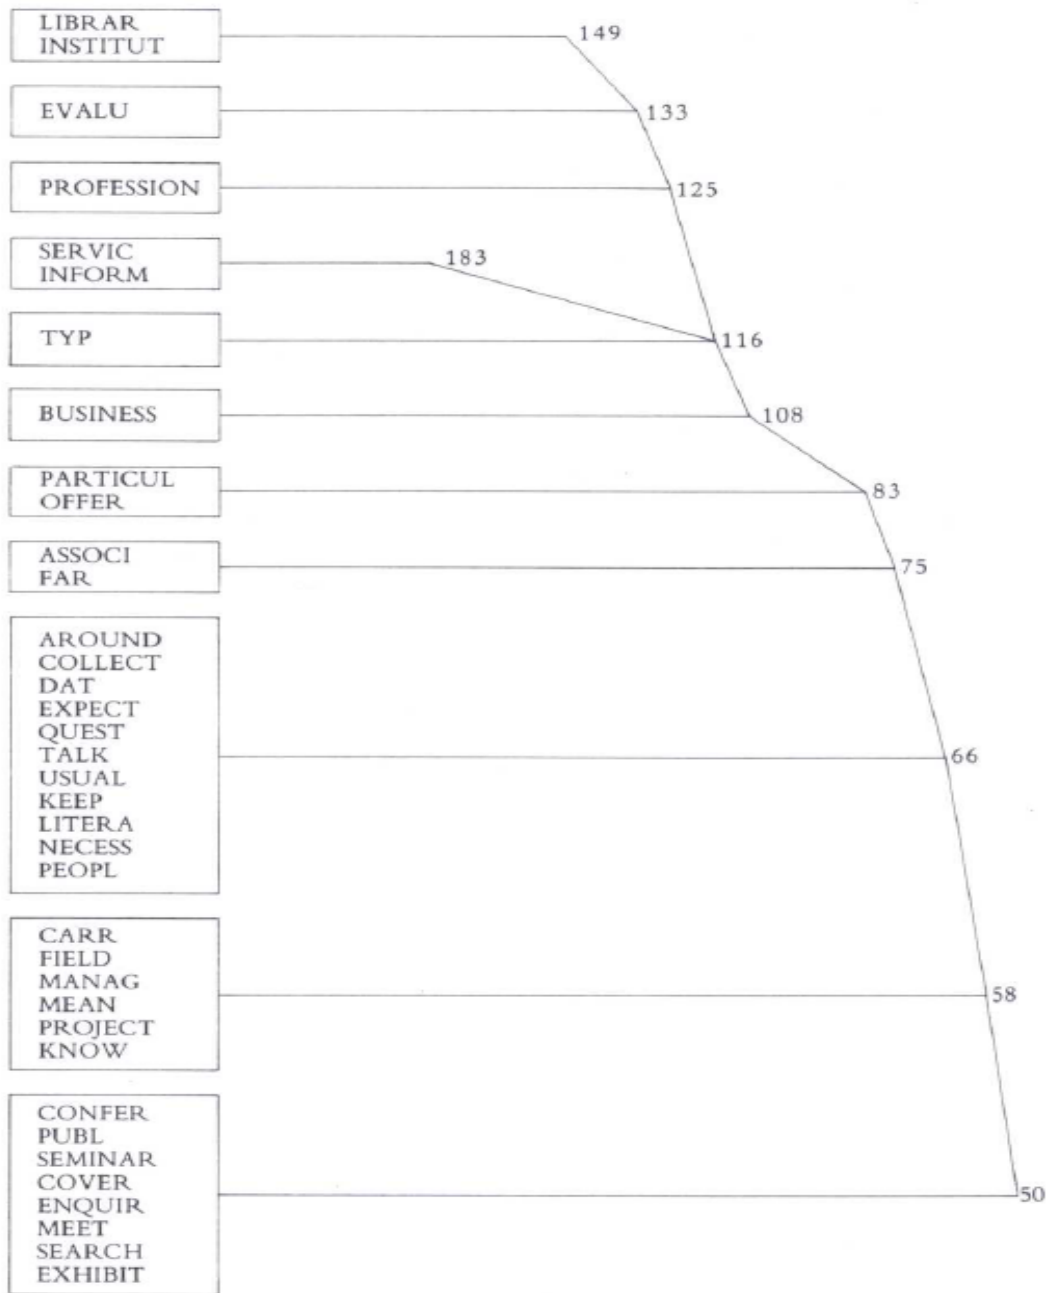 LIBRAR
INSTITUT
149
EVALU
133
PROFESSION
125
SERVIC
INFORM
183
TYP
116
BUSINESS
108
PARTICUL
OFFER
83
ASSOCI
FAR
75
AROUND
COLLECT
DAT
EXPECT
QUEST
TALK
USUAL
KEEP
LITERA
NECESS
PEOPL
66
CARR
FIELD
MANAG
MEAN
PROJECT
KNOW
58
CONFER
PUBL
SEMINAR
COVER
ENQUIR
MEET
SEARCH
EXHIBIT
50